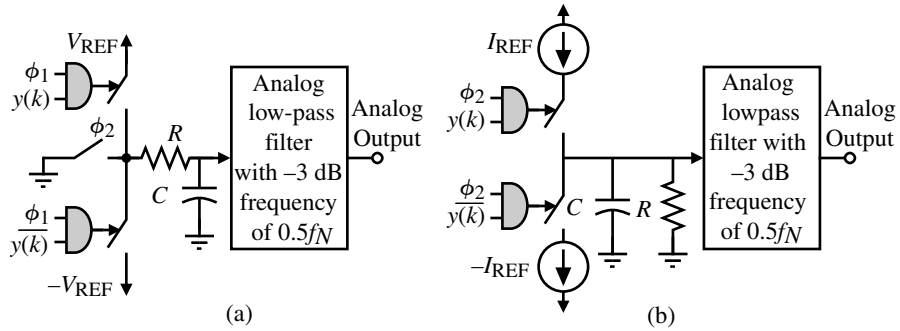 V_REF
ϕ1
y(k)
ϕ2
R
C
ϕ1
y(k)
−V_REF
Analog
low-pass
filter
with −3 dB
frequency
of 0.5f_N
Analog
Output
(a)
I_REF
ϕ2
y(k)
ϕ2
y(k)
C
R
−I_REF
Analog
lowpass
filter with
−3 dB
frequency
of 0.5f_N
Analog
Output
(b)